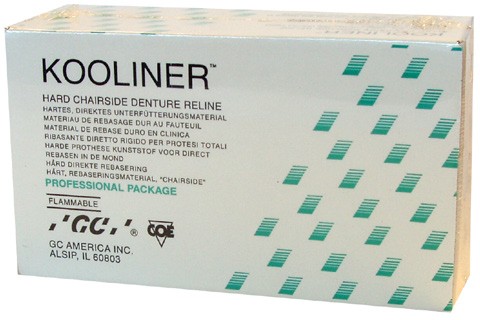 KOOLINER™
HARD CHAIRSIDE DENTURE RELINE
HARTES, DIREKTES UNTERFÜTTERUNGSMATERIAL
MATERIAU DE REBASAGE DUR AU FAUTEUIL
MATERIAL DE REBASE DURO EN CLINICA
RIBASANTE DIRETTO RIGIDO PER PROTESI TOTALI
HARDE PROTHESE KUNSTSTOF VOOR DIRECT
REBASEN IN DE MOND
HÅRD DIREKTE REBASERING
HÅRT, REBASERINGSMATERIAL, "CHAIRSIDE"
PROFESSIONAL PACKAGE
FLAMMABLE
GC® COE
GC AMERICA INC.
ALSIP, IL 60803